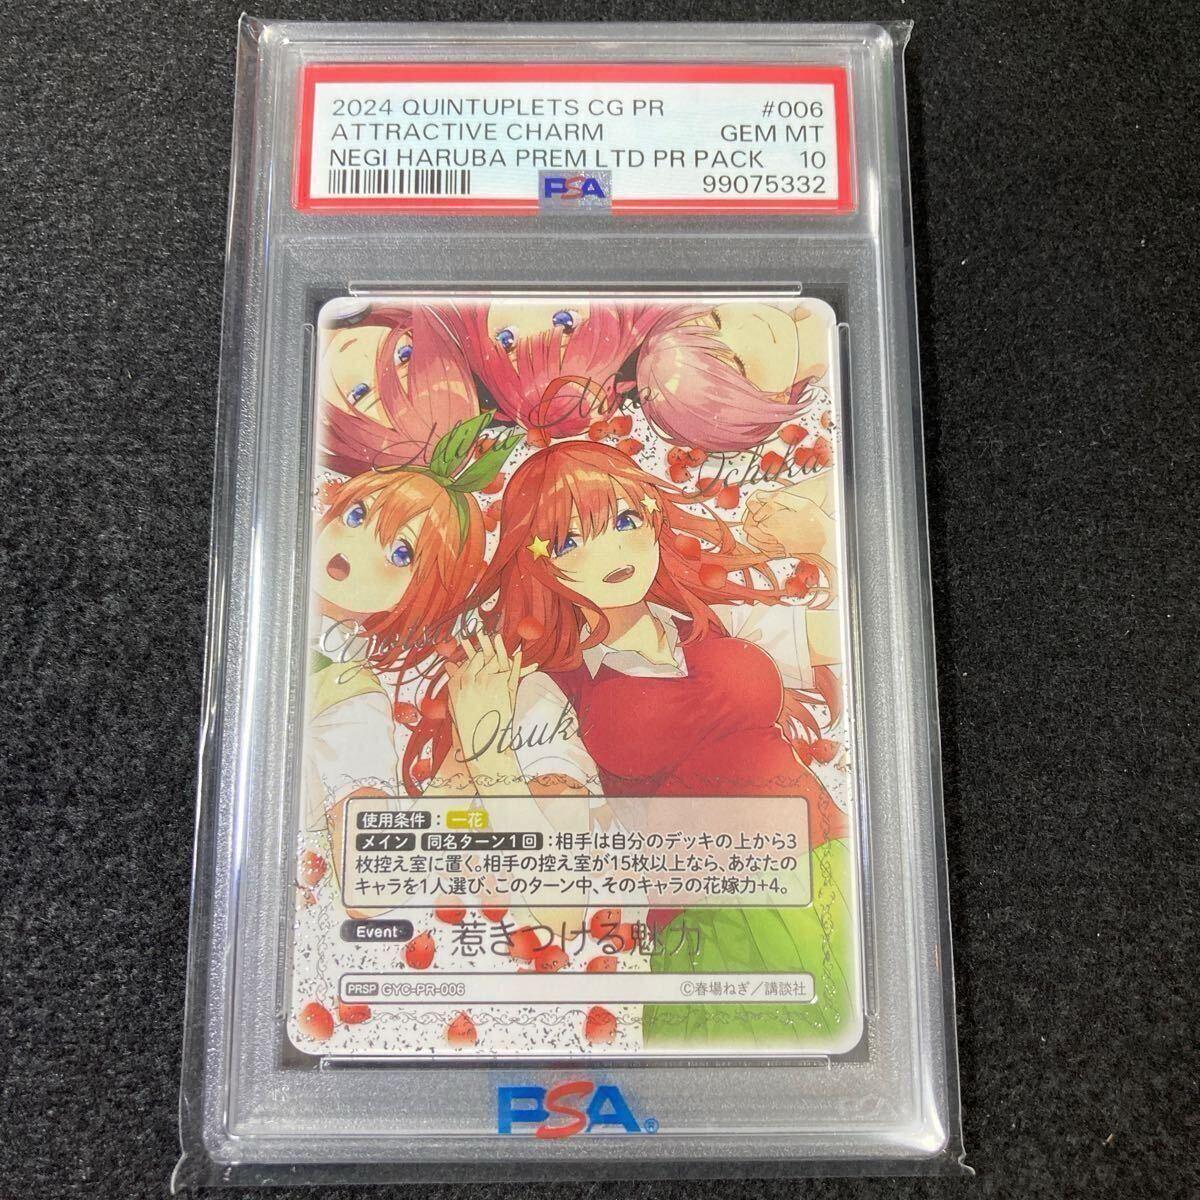 2024 QUINTUPLETS CG PR #006
ATTRACTIVE CHARM GEM MT
NEGI HARUBA PREM LTD PR PACK 10
PSA 99075332
Miku Nino
Ichika
Yotsuba
Itsuki
使用条件：一花
メイン 同名ターン1回：相手は自分のデッキの上から3
枚控え室に置く。相手の控え室が15枚以上なら、あなたの
キャラを1人選び、このターン中、そのキャラの花嫁力+4。
Event 惹きつける魅力
PRSP GYC-PR-006 ©春場ねぎ／講談社
PSA®